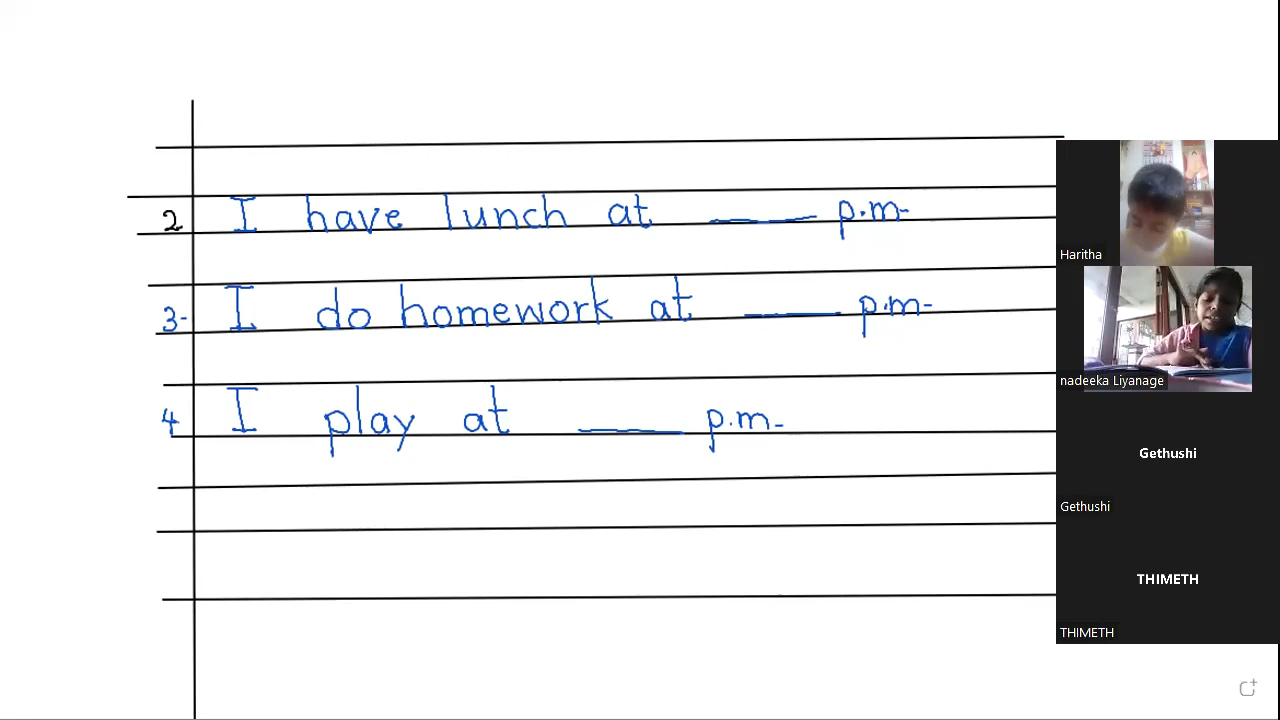 2 I have lunch at ____ p.m.
3. I do homework at ____ p.m.
4 I play at ____ p.m.
Haritha
nadeeka Liyanage
Gethushi
Gethushi
THIMETH
THIMETH